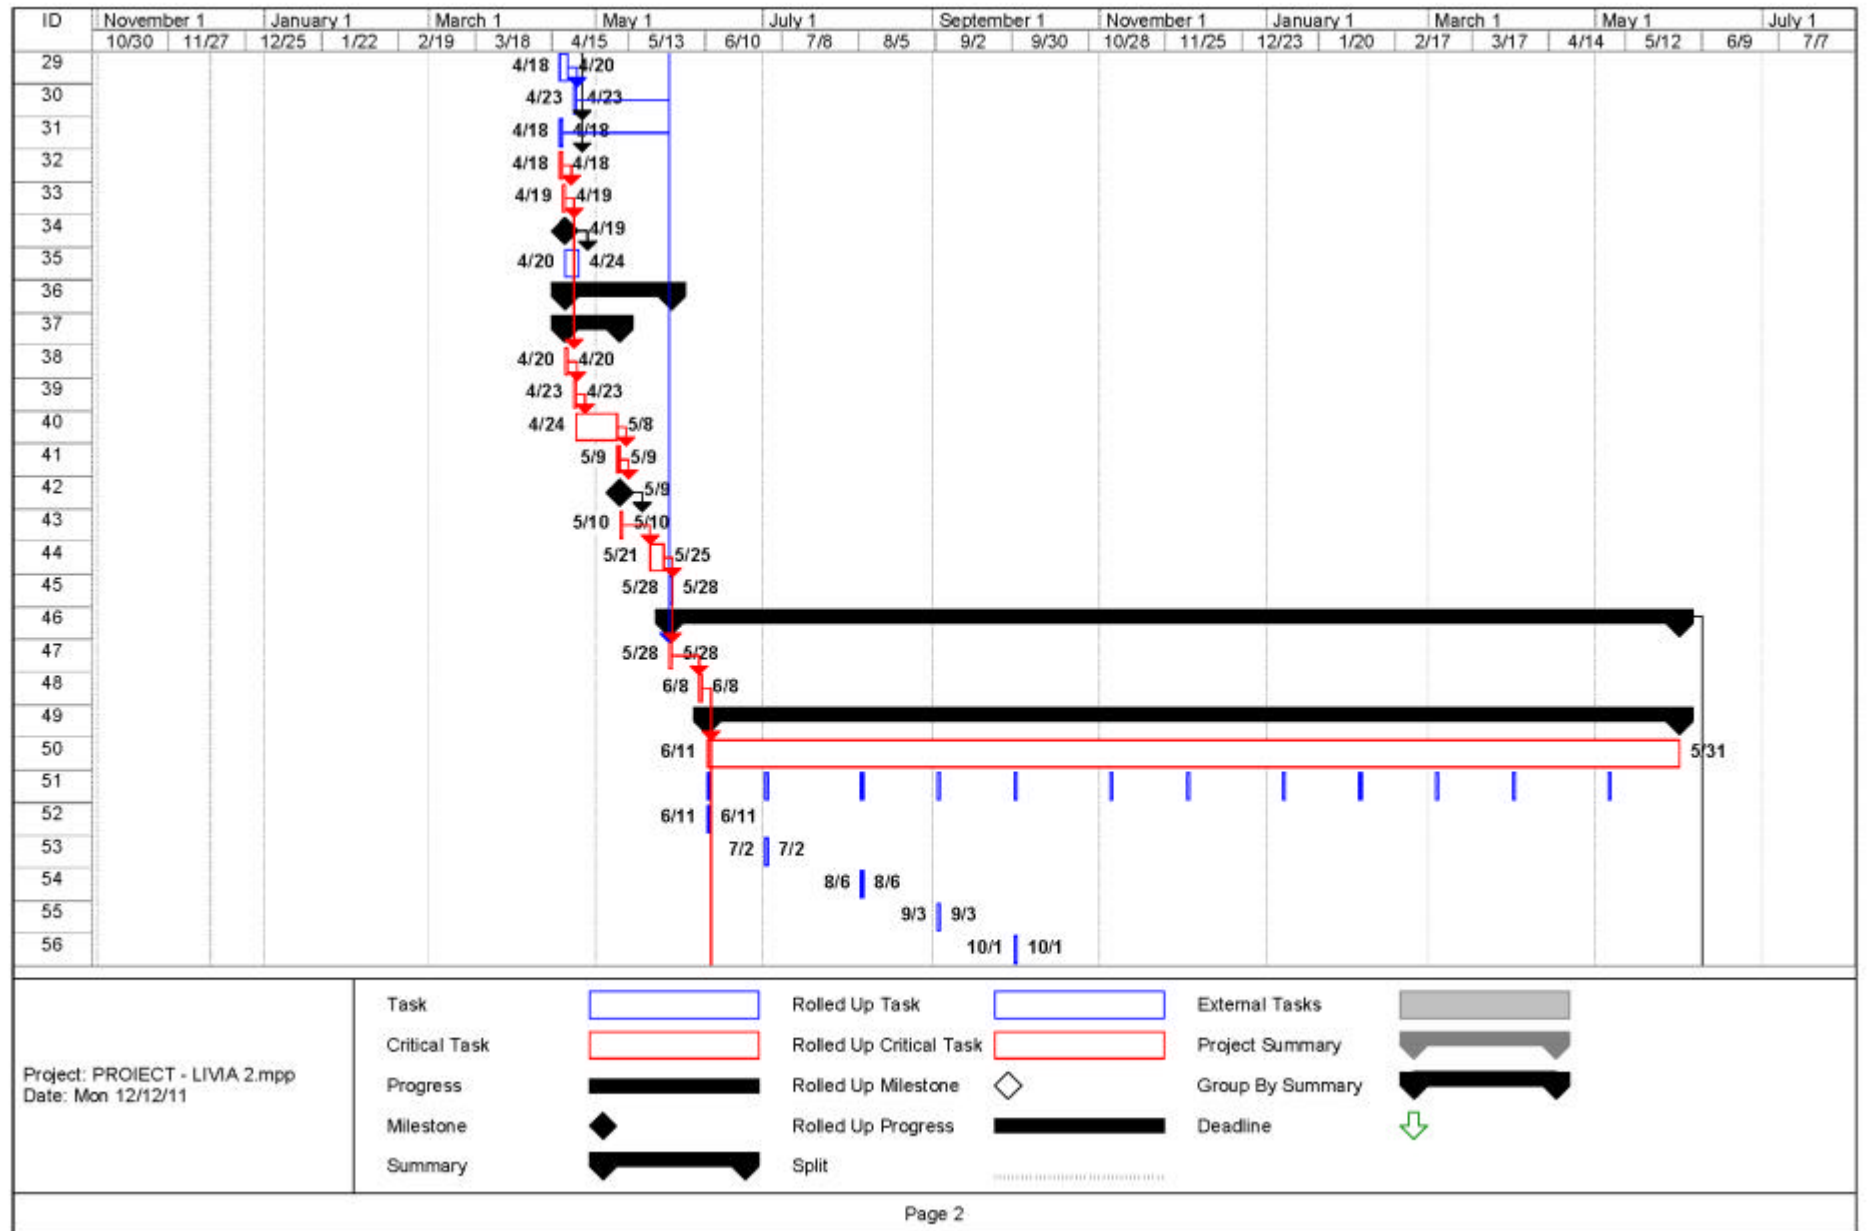 ID November 1 January 1 March 1 May 1 July 1 September 1 November 1 January 1 March 1 May 1 July 1
10/30 11/27 12/25 1/22 2/19 3/18 4/15 5/13 6/10 7/8 8/5 9/2 9/30 10/28 11/25 12/23 1/20 2/17 3/17 4/14 5/12 6/9 7/7
29 4/18 4/20
30 4/23 4/23
31 4/18 4/18
32 4/18 4/18
33 4/19 4/19
34 4/19
35 4/20 4/24
36
37
38 4/20 4/20
39 4/23 4/23
40 4/24 5/8
41 5/9 5/9
42 5/9
43 5/10 5/10
44 5/21 5/25
45 5/28 5/28
46
47 5/28 5/28
48 6/8 6/8
49
50 6/11 5/31
51
52 6/11 6/11
53 7/2 7/2
54 8/6 8/6
55 9/3 9/3
56 10/1 10/1
Project: PROIECT - LIVIA 2.mpp
Date: Mon 12/12/11
Task Rolled Up Task External Tasks
Critical Task Rolled Up Critical Task Project Summary
Progress Rolled Up Milestone Group By Summary
Milestone Rolled Up Progress Deadline
Summary Split
Page 2